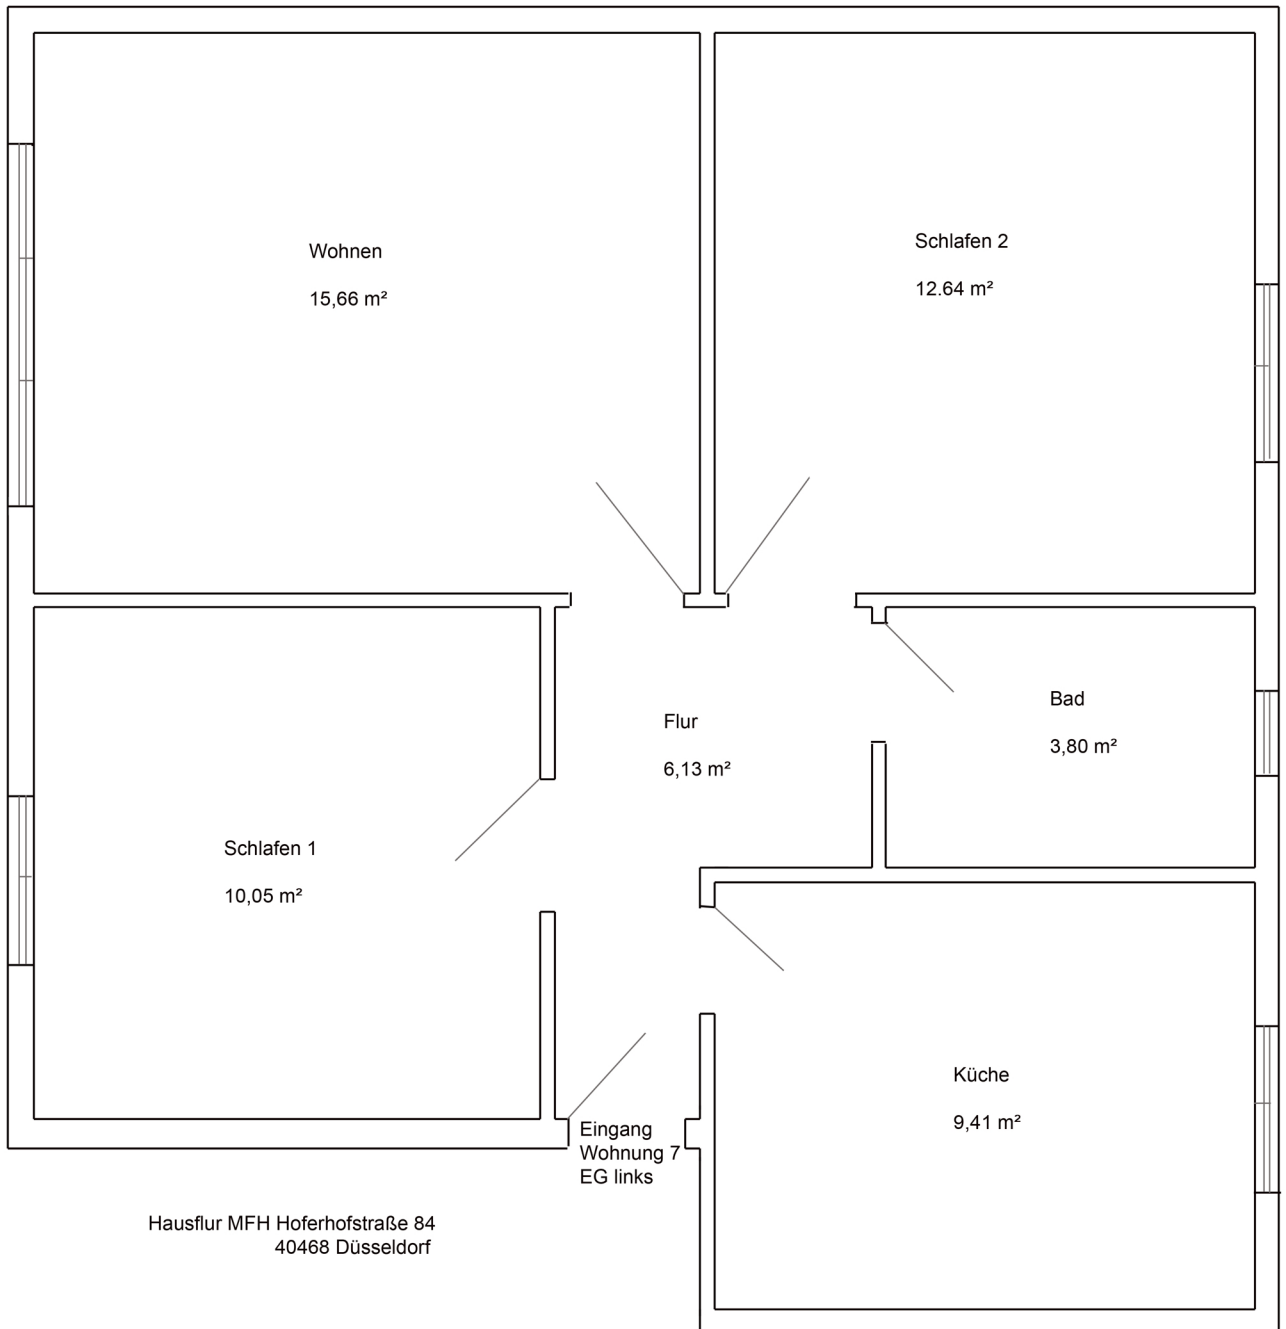 Wohnen
15,66 m²
Schlafen 2
12.64 m²
Flur
6,13 m²
Bad
3,80 m²
Schlafen 1
10,05 m²
Küche
9,41 m²
Eingang
Wohnung 7
EG links
Hausflur MFH Hoferhofstraße 84
40468 Düsseldorf